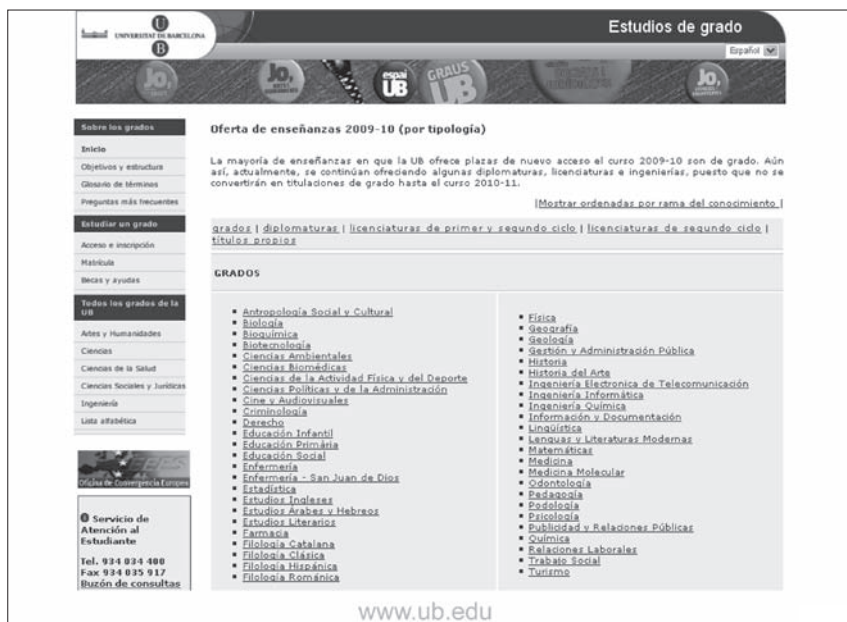 U
UNIVERSITAT DE BARCELONA
B
Estudios de grado
Español
Jo,
Jo,
espai
UB
GRAUS
UB
Jo,
Sobre los grados
Inicio
Objetivos y estructura
Glosario de términos
Preguntas más frecuentes
Estudiar un grado
Acceso e inscripción
Matrícula
Becas y ayudas
Todos los grados de la
UB
Artes y Humanidades
Ciencias
Ciencias de la Salud
Ciencias Sociales y Jurídicas
Ingeniería
Lista alfabética
Oficina de Convergencia Europea
Servicio de
Atención al
Estudiante
Tel. 934 034 400
Fax 934 035 917
Buzón de consultas
Oferta de enseñanzas 2009-10 (por tipología)
La mayoría de enseñanzas en que la UB ofrece plazas de nuevo acceso el curso 2009-10 son de grado. Aún
así, actualmente, se continúan ofreciendo algunas diplomaturas, licenciaturas e ingenierías, puesto que no se
convertirán en titulaciones de grado hasta el curso 2010-11.
|Mostrar ordenadas por rama del conocimiento |
grados | diplomaturas | licenciaturas de primer y segundo ciclo | licenciaturas de segundo ciclo |
títulos propios
GRADOS
Antropología Social y Cultural
Biología
Bioquímica
Biotecnología
Ciencias Ambientales
Ciencias Biomédicas
Ciencias de la Actividad Física y del Deporte
Ciencias Políticas y de la Administración
Cine y Audiovisuales
Criminología
Derecho
Educación Infantil
Educación Primária
Educación Social
Enfermería
Enfermería - San Juan de Dios
Estadística
Estudios Ingleses
Estudios Árabes y Hebreos
Estudios Literarios
Farmacia
Filología Catalana
Filología Clásica
Filología Hispánica
Filología Románica
Física
Geografía
Geología
Gestión y Administración Pública
Historia
Historia del Arte
Ingeniería Electronica de Telecomunicación
Ingeniería Informática
Ingeniería Química
Información y Documentación
Lingüística
Lenguas y Literaturas Modernas
Matemáticas
Medicina
Medicina Molecular
Odontología
Pedagogía
Podología
Psicología
Publicidad y Relaciones Públicas
Química
Relaciones Laborales
Trabajo Social
Turismo
www.ub.edu